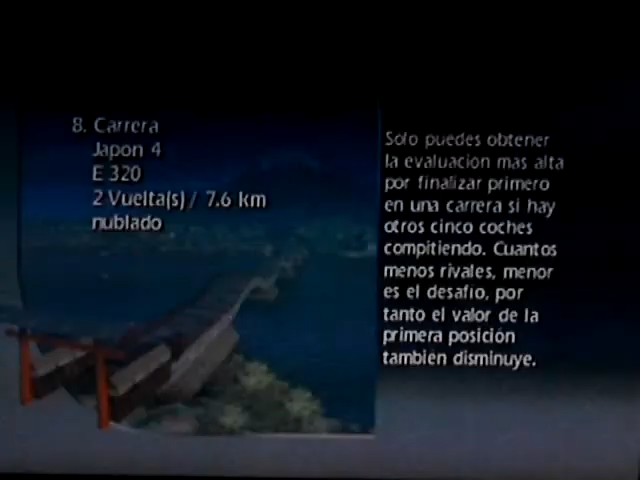 8. Carrera
Japon 4
E 320
2 Vuelta(s) / 7.6 km
nublado
Solo puedes obtener
la evaluacion mas alta
por finalizar primero
en una carrera si hay
otros cinco coches
compitiendo. Cuantos
menos rivales, menor
es el desafio, por
tanto el valor de la
primera posición
tambien disminuye.